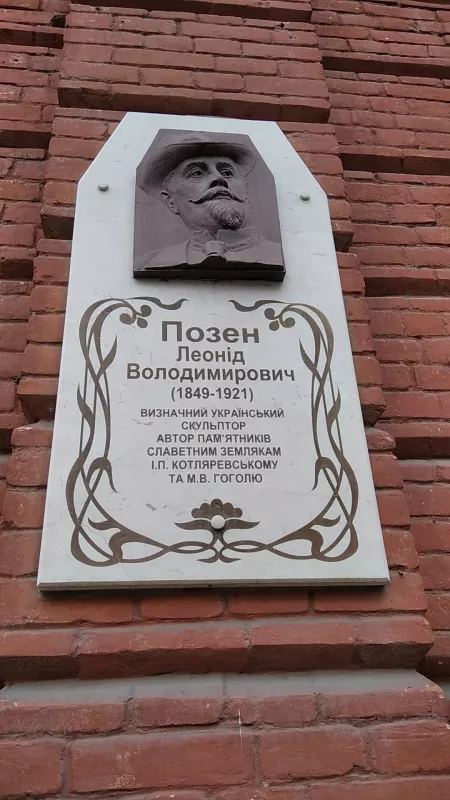 Позен
Леонід
Володимирович
(1849-1921)
ВИЗНАЧНИЙ УКРАЇНСЬКИЙ
СКУЛЬПТОР
АВТОР ПАМ'ЯТНИКІВ
СЛАВЕТНИМ ЗЕМЛЯКАМ
І.П. КОТЛЯРЕВСЬКОМУ
ТА М.В. ГОГОЛЮ